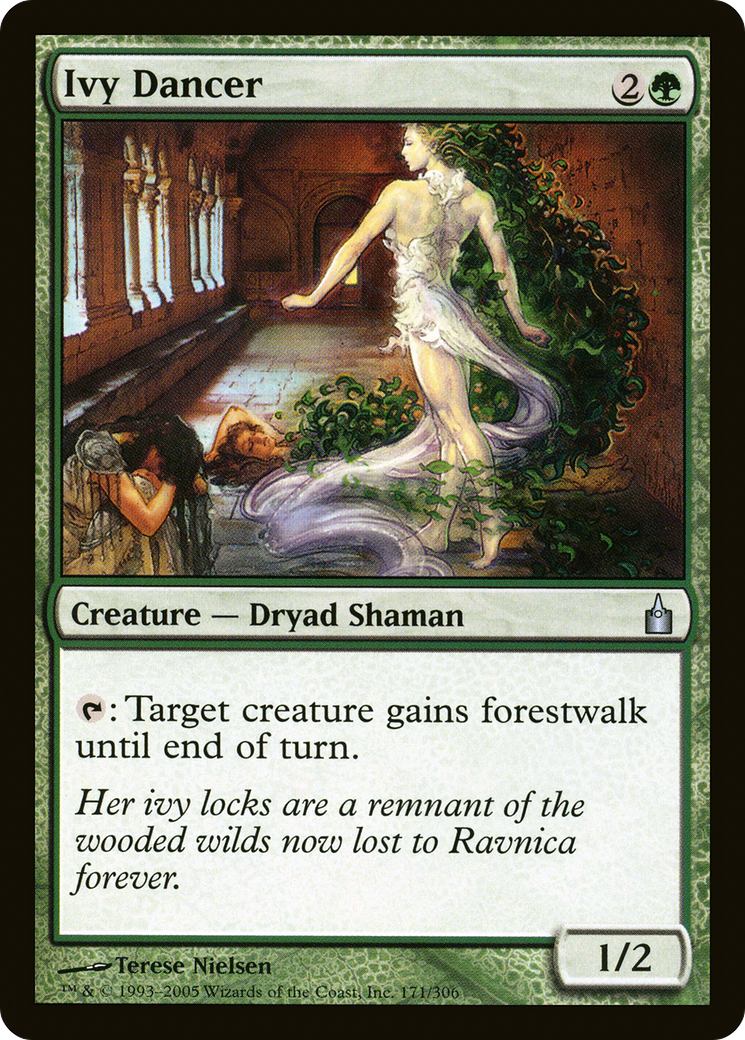 Ivy Dancer 2
Creature — Dryad Shaman
: Target creature gains forestwalk
until end of turn.
Her ivy locks are a remnant of the
wooded wilds now lost to Ravnica
forever.
1/2
Terese Nielsen
™ & © 1993–2005 Wizards of the Coast, Inc. 171/306